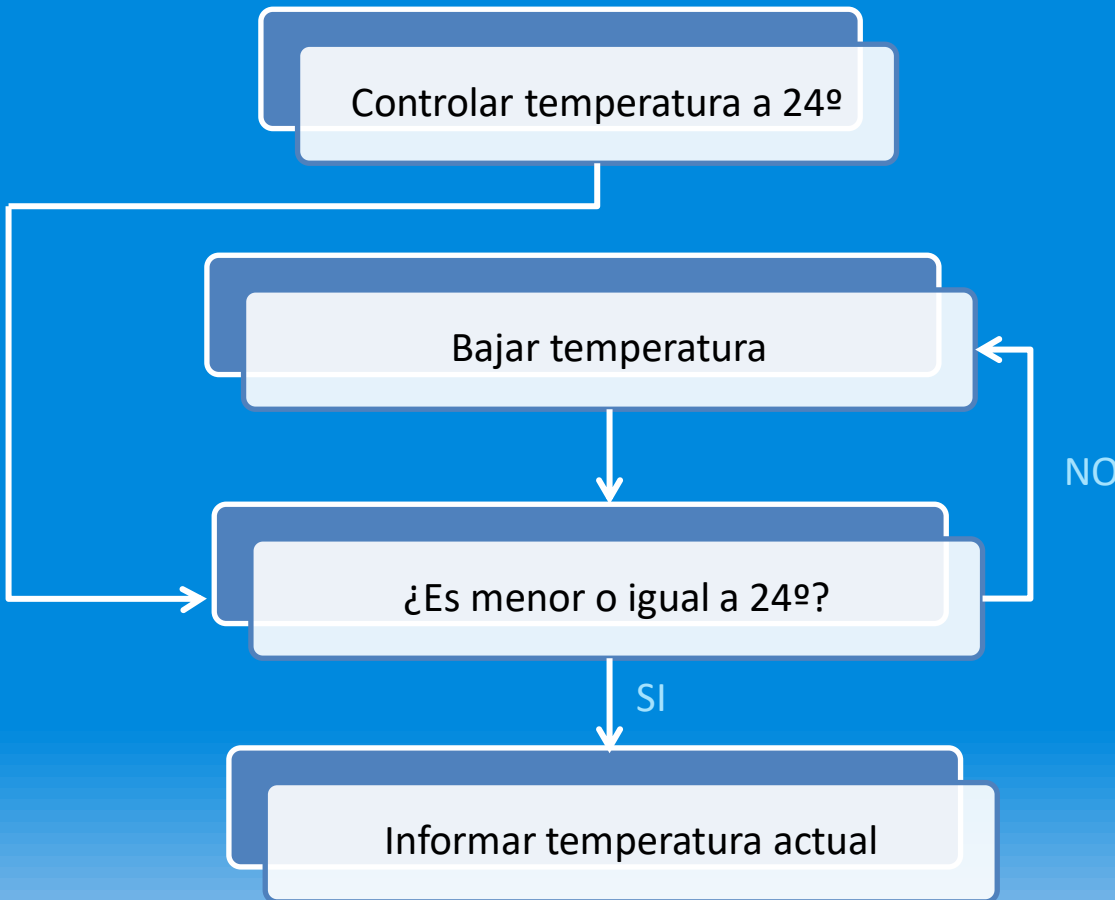 Controlar temperatura a 24º
Bajar temperatura
NO
¿Es menor o igual a 24º?
SI
Informar temperatura actual